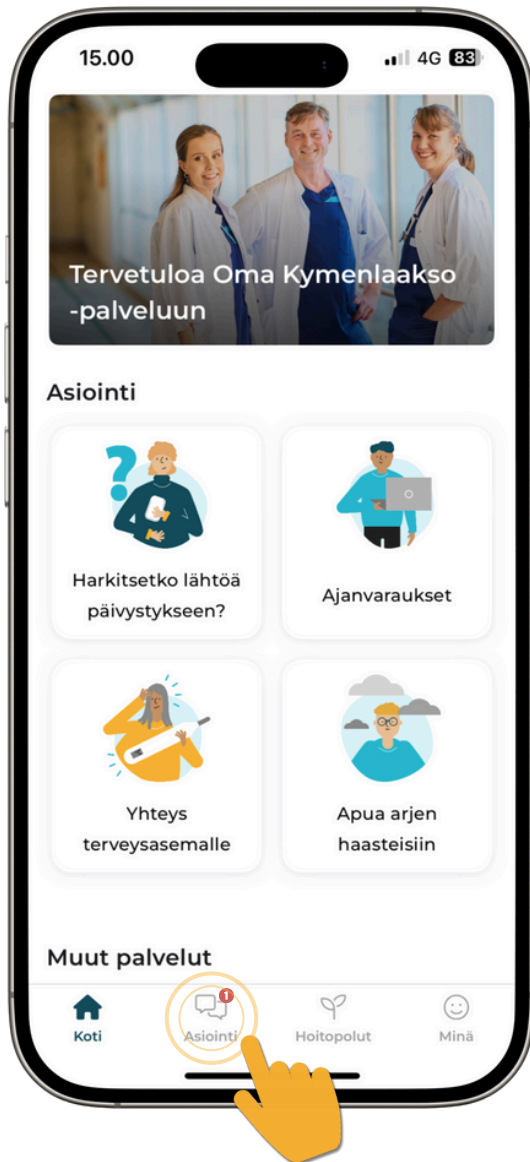 15.00
4G 83
Tervetuloa Oma Kymenlaakso
-palveluun
Asiointi
?
Harkitsetko lähtöä
päivystykseen?
Ajanvaraukset
Yhteys
terveysasemalle
Apua arjen
haasteisiin
Muut palvelut
1
Koti
Asiointi
Hoitopolut
Minä